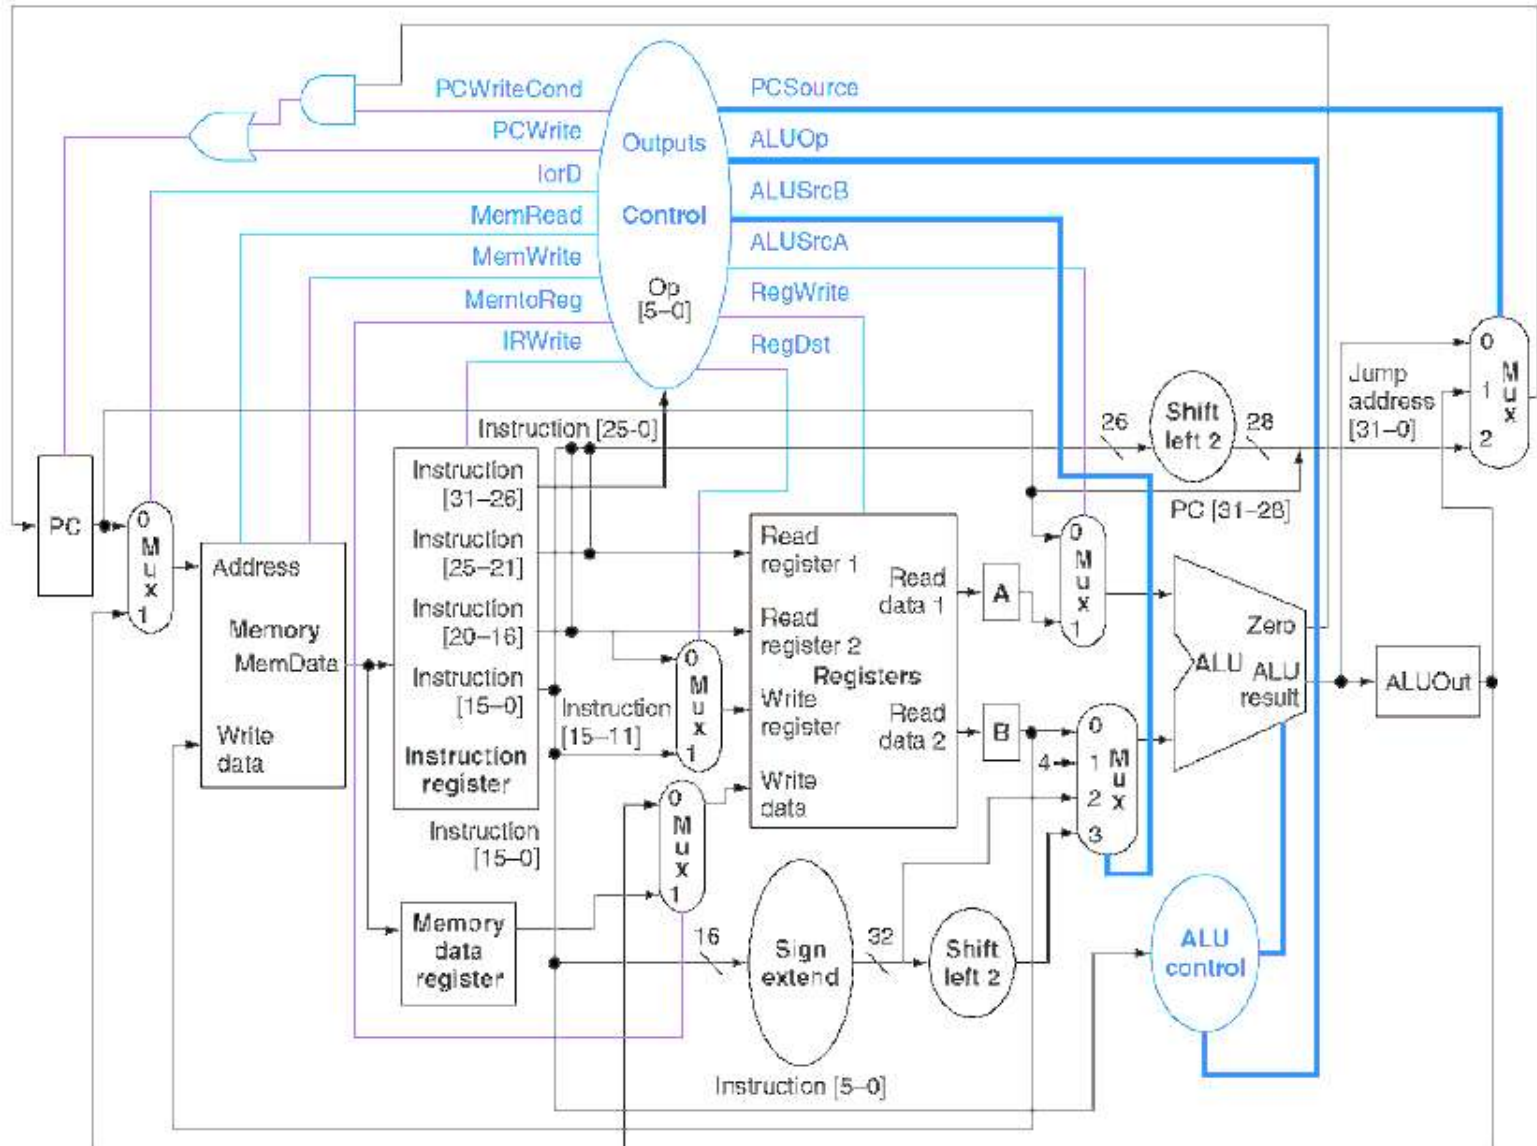 PCWriteCond
PCSource
PCWrite
Outputs
ALUOp
IorD
ALUSrcB
MemRead
Control
ALUSrcA
MemWrite
Op
[5–0]
MemtoReg
RegWrite
IRWrite
RegDst
Instruction [25-0]
26
Shift
left 2
28
Jump
address
[31–0]
0
1
2
M
u
x
PC [31–28]
PC
0
M
u
x
1
Address
Memory
MemData
Write
data
Instruction
[31–26]
Instruction
[25–21]
Instruction
[20–16]
Instruction
[15–0]
Instruction
register
Instruction
[15–11]
0
M
u
x
1
Read
register 1
Read
register 2
Registers
Write
register
Write
data
Read
data 1
Read
data 2
A
B
0
M
u
x
1
4
0
1
2
3
M
u
x
Zero
ALU
ALU
result
ALUOut
Instruction
[15–0]
0
M
u
x
1
Memory
data
register
16
Sign
extend
32
Shift
left 2
ALU
control
Instruction [5–0]